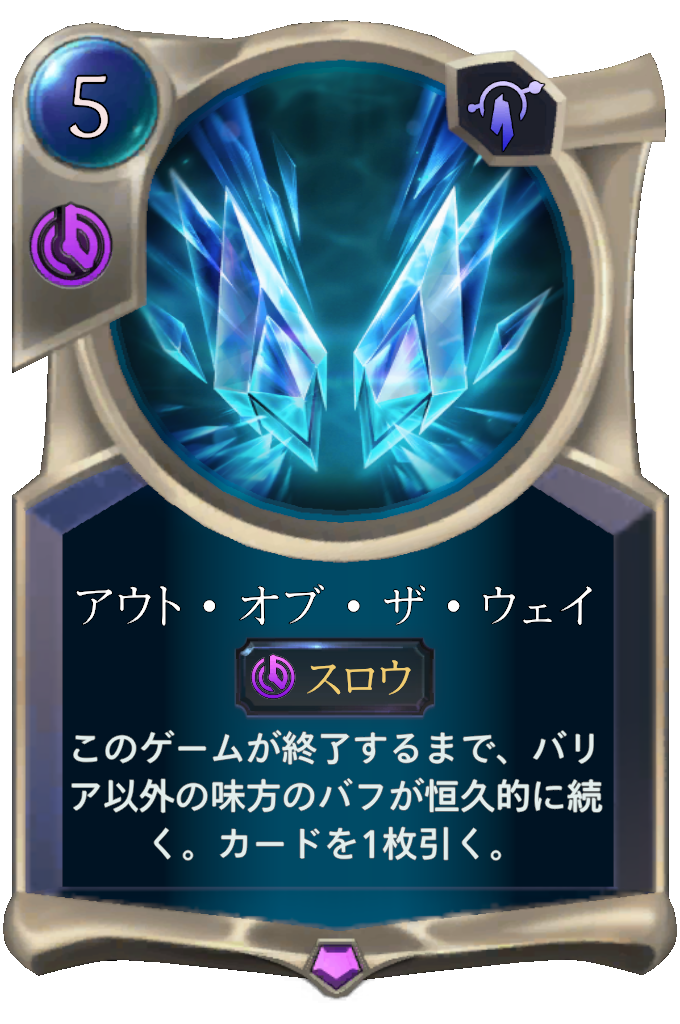 5
アウト・オブ・ザ・ウェイ
スロウ
このゲームが終了するまで、バリ
ア以外の味方のバフが恒久的に続
く。カードを1枚引く。